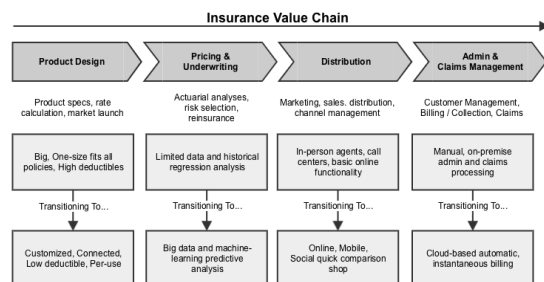 Insurance Value Chain
Product Design
Pricing &
Underwriting
Distribution
Admin &
Claims Management
Product specs, rate
calculation, market launch
Actuarial analyses,
risk selection,
reinsurance
Marketing, sales. distribution,
channel management
Customer Management,
Billing / Collection, Claims
Big, One-size fits all
policies, High deductibles
Limited data and historical
regression analysis
In-person agents, call
centers, basic online
functionality
Manual, on-premise
admin and claims
processing
Transitioning To...
Transitioning To...
Transitioning To...
Transitioning To...
Customized, Connected,
Low deductible, Per-use
Big data and machine-
learning predictive
analysis
Online, Mobile,
Social quick comparison
shop
Cloud-based automatic,
instantaneous billing